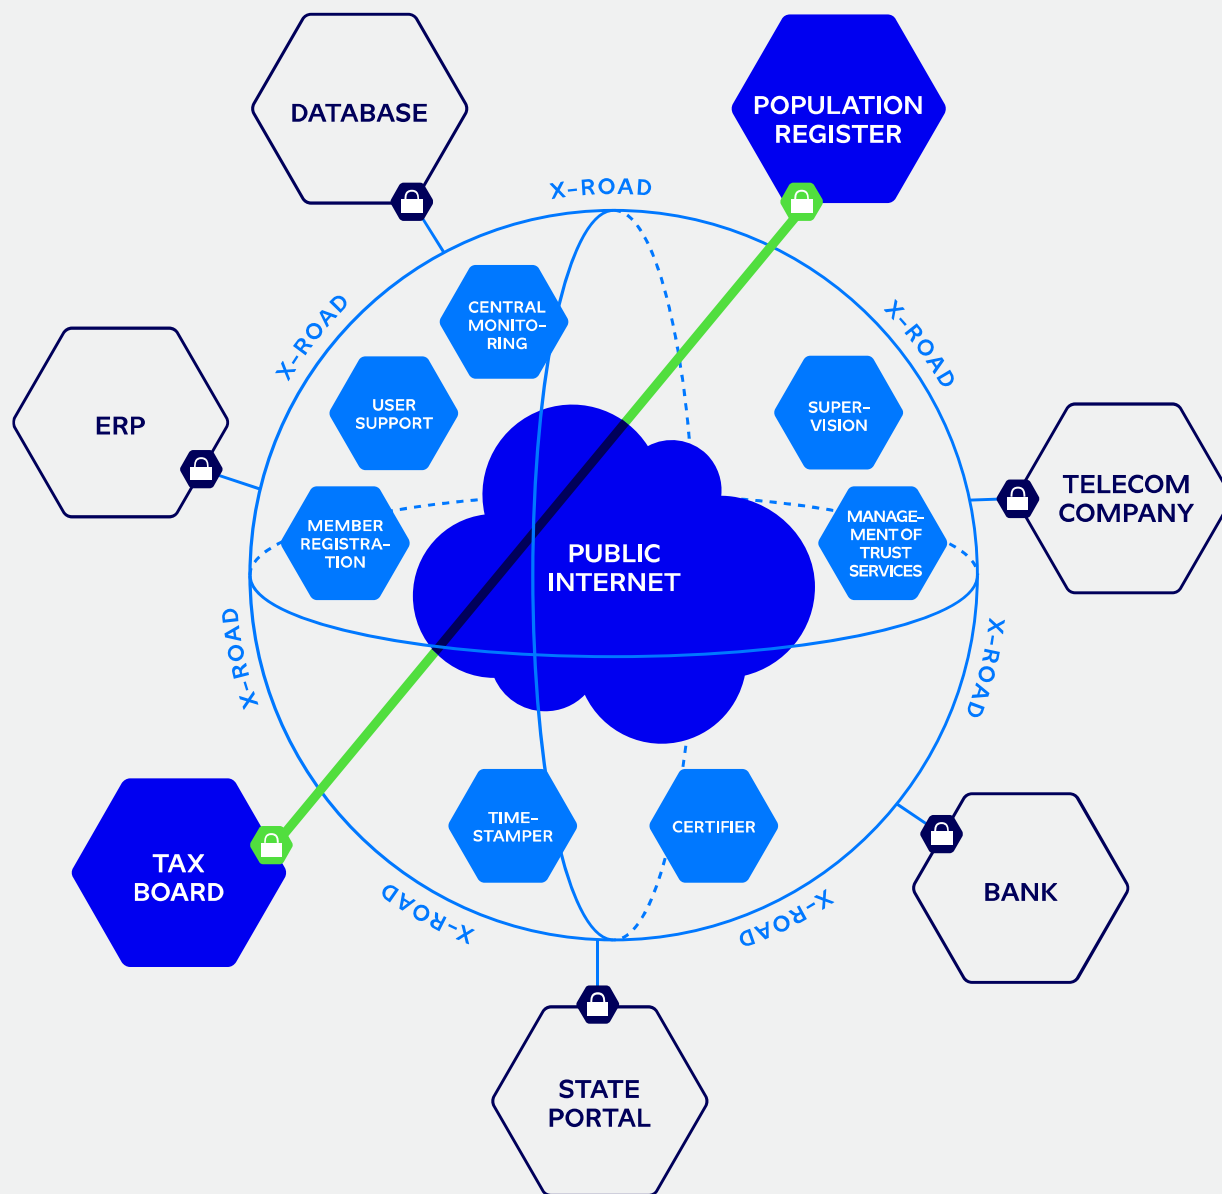 DATABASE
POPULATION
REGISTER
X-ROAD
X-ROAD
X-ROAD
CENTRAL
MONITO-
RING
USER
SUPPORT
SUPER-
VISION
ERP
TELECOM
COMPANY
MEMBER
REGISTRA-
TION
PUBLIC
INTERNET
MANAGE-
MENT OF
TRUST
SERVICES
X-ROAD
X-ROAD
TIME-
STAMPER
CERTIFIER
TAX
BOARD
BANK
X-ROAD
X-ROAD
STATE
PORTAL